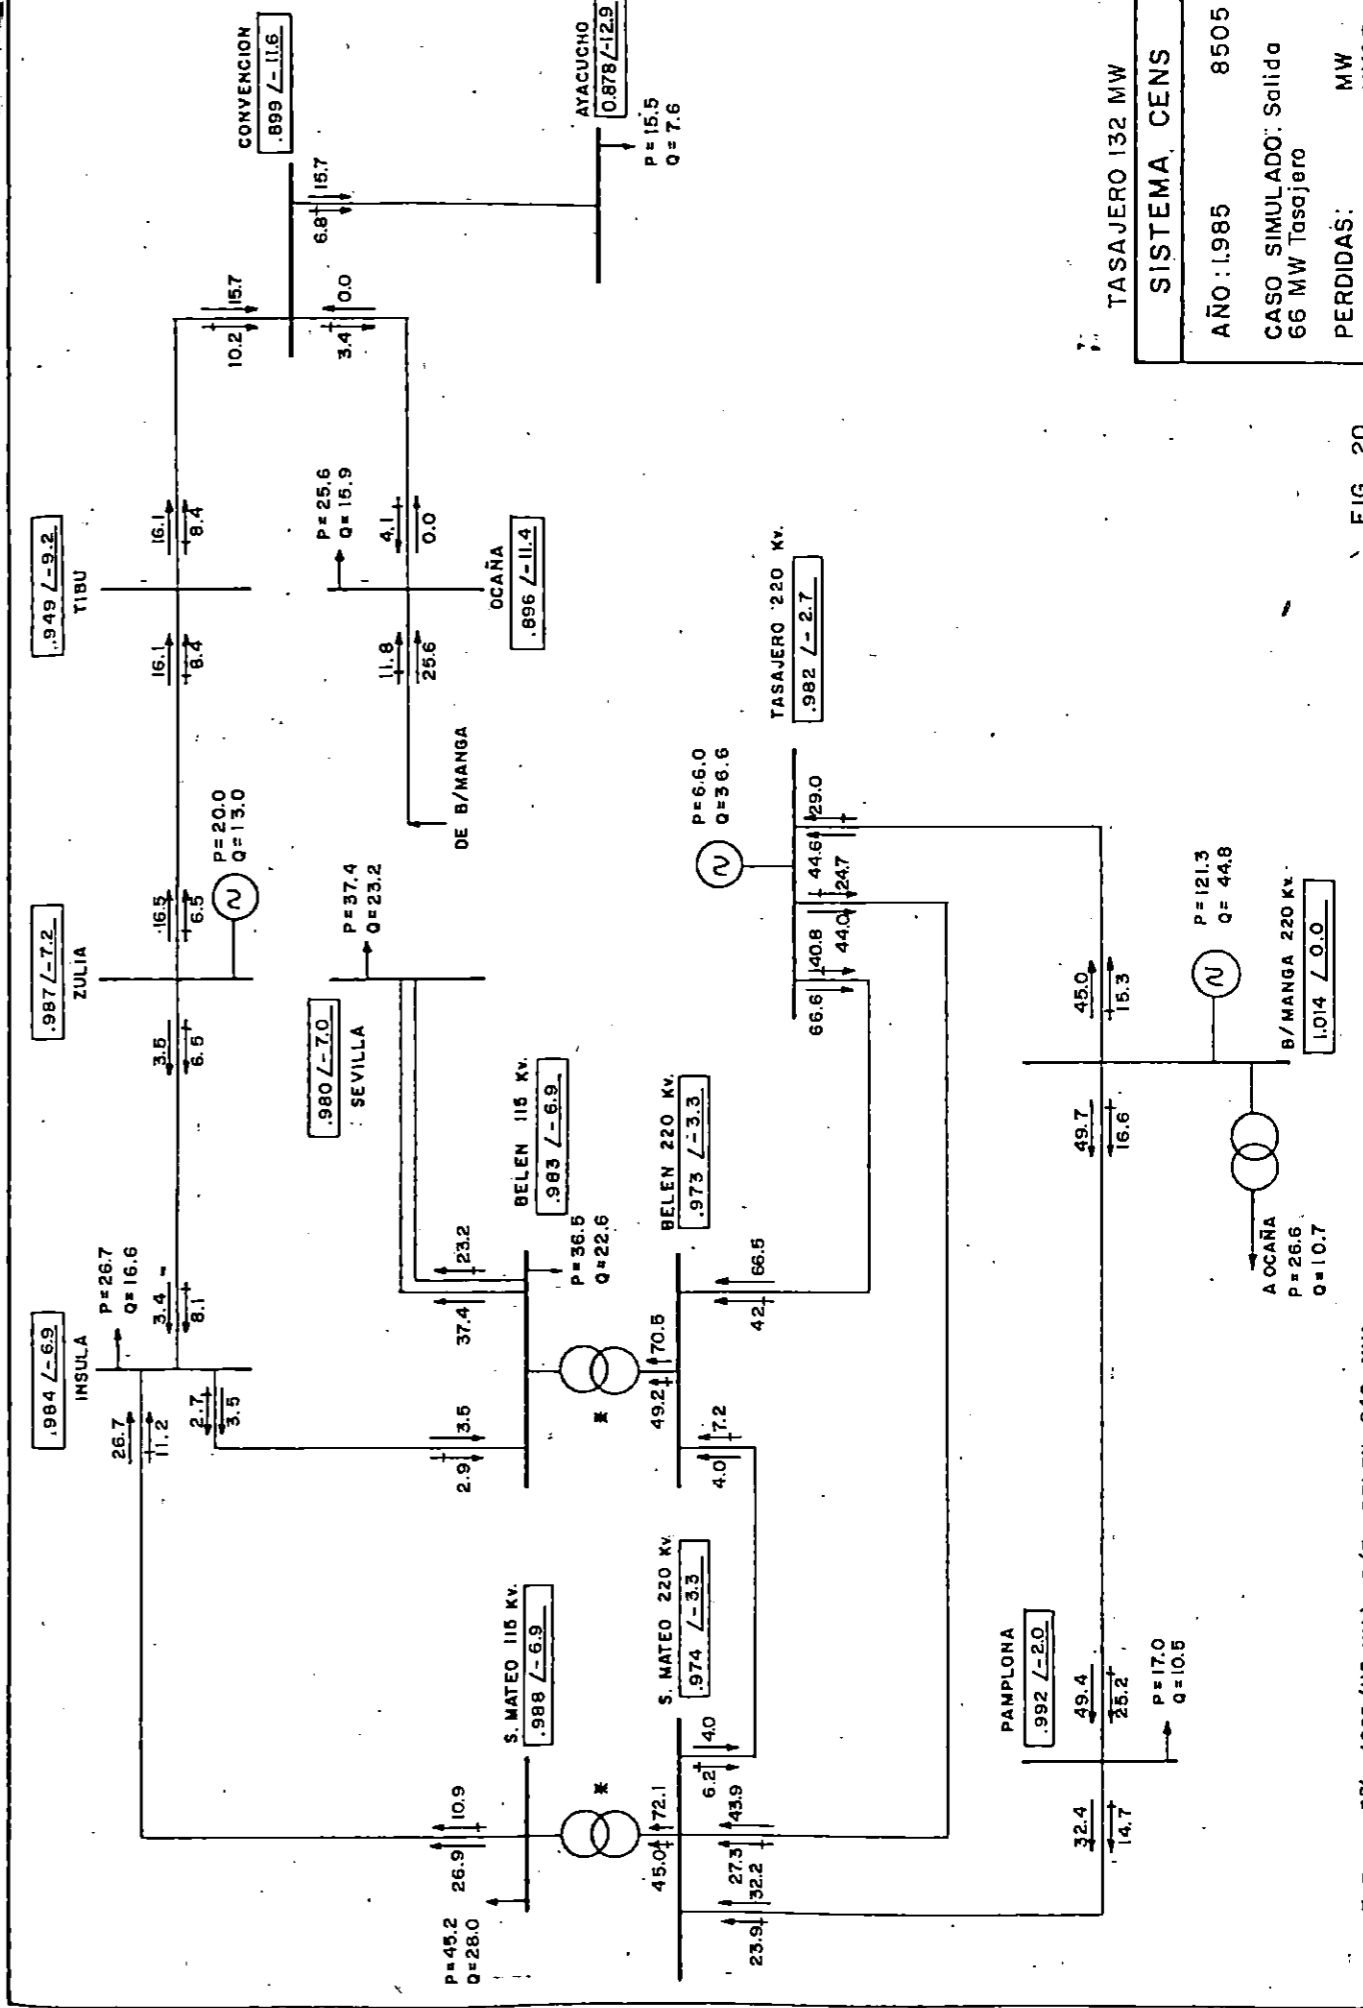 CONVENCION
.899 /-11.6
AYACUCHO
0.878/-12.9
P=15.5
Q=7.6
15.7
6.8
10.2
15.7
3.4
0.0
.949 /-9.2
TIBU
16.1
8.4
16.1
8.4
P=25.6
Q=15.9
4.1
0.0
OCAÑA
.896 /-11.4
11.8
25.6
DE B/MANGA
.987 /-7.2
ZULIA
16.5
6.5
P=20.0
Q=13.0
3.5
6.5
P=37.4
Q=23.2
.980 /-7.0
SEVILLA
.984 /-6.9
INSULA
P=26.7
Q=16.6
3.4
8.1
26.7
11.2
2.7
3.5
BELEN 115 Kv.
.983 /-6.9
37.4
23.2
P=36.5
Q=22.6
2.9
3.5
BELEN 220 Kv.
.973 /-3.3
49.2
70.5
42
66.5
4.0
7.2
TASAJERO 220 Kv.
.982 /-2.7
P=66.0
Q=36.6
44.6
29.0
44.0
24.7
66.6
40.8
S. MATEO 115 Kv.
.988 /-6.9
26.9
10.9
P=45.2
Q=28.0
S. MATEO 220 Kv.
.974 /-3.3
45.0
72.1
6.2
4.0
27.3
43.9
23.9
32.2
PAMPLONA
.992 /-2.0
49.4
25.2
P=17.0
Q=10.5
32.4
14.7
45.0
15.3
49.7
16.6
P=121.3
Q=44.8
B/MANGA 220 Kv.
1.014 / 0.0
A OCAÑA
P=26.6
Q=10.7
TASAJERO 132 MW
SISTEMA CENS
AÑO: 1.985 8505
CASO SIMULADO: Salida
66 MW Tasajero
PERDIDAS: MW
FIG. 20